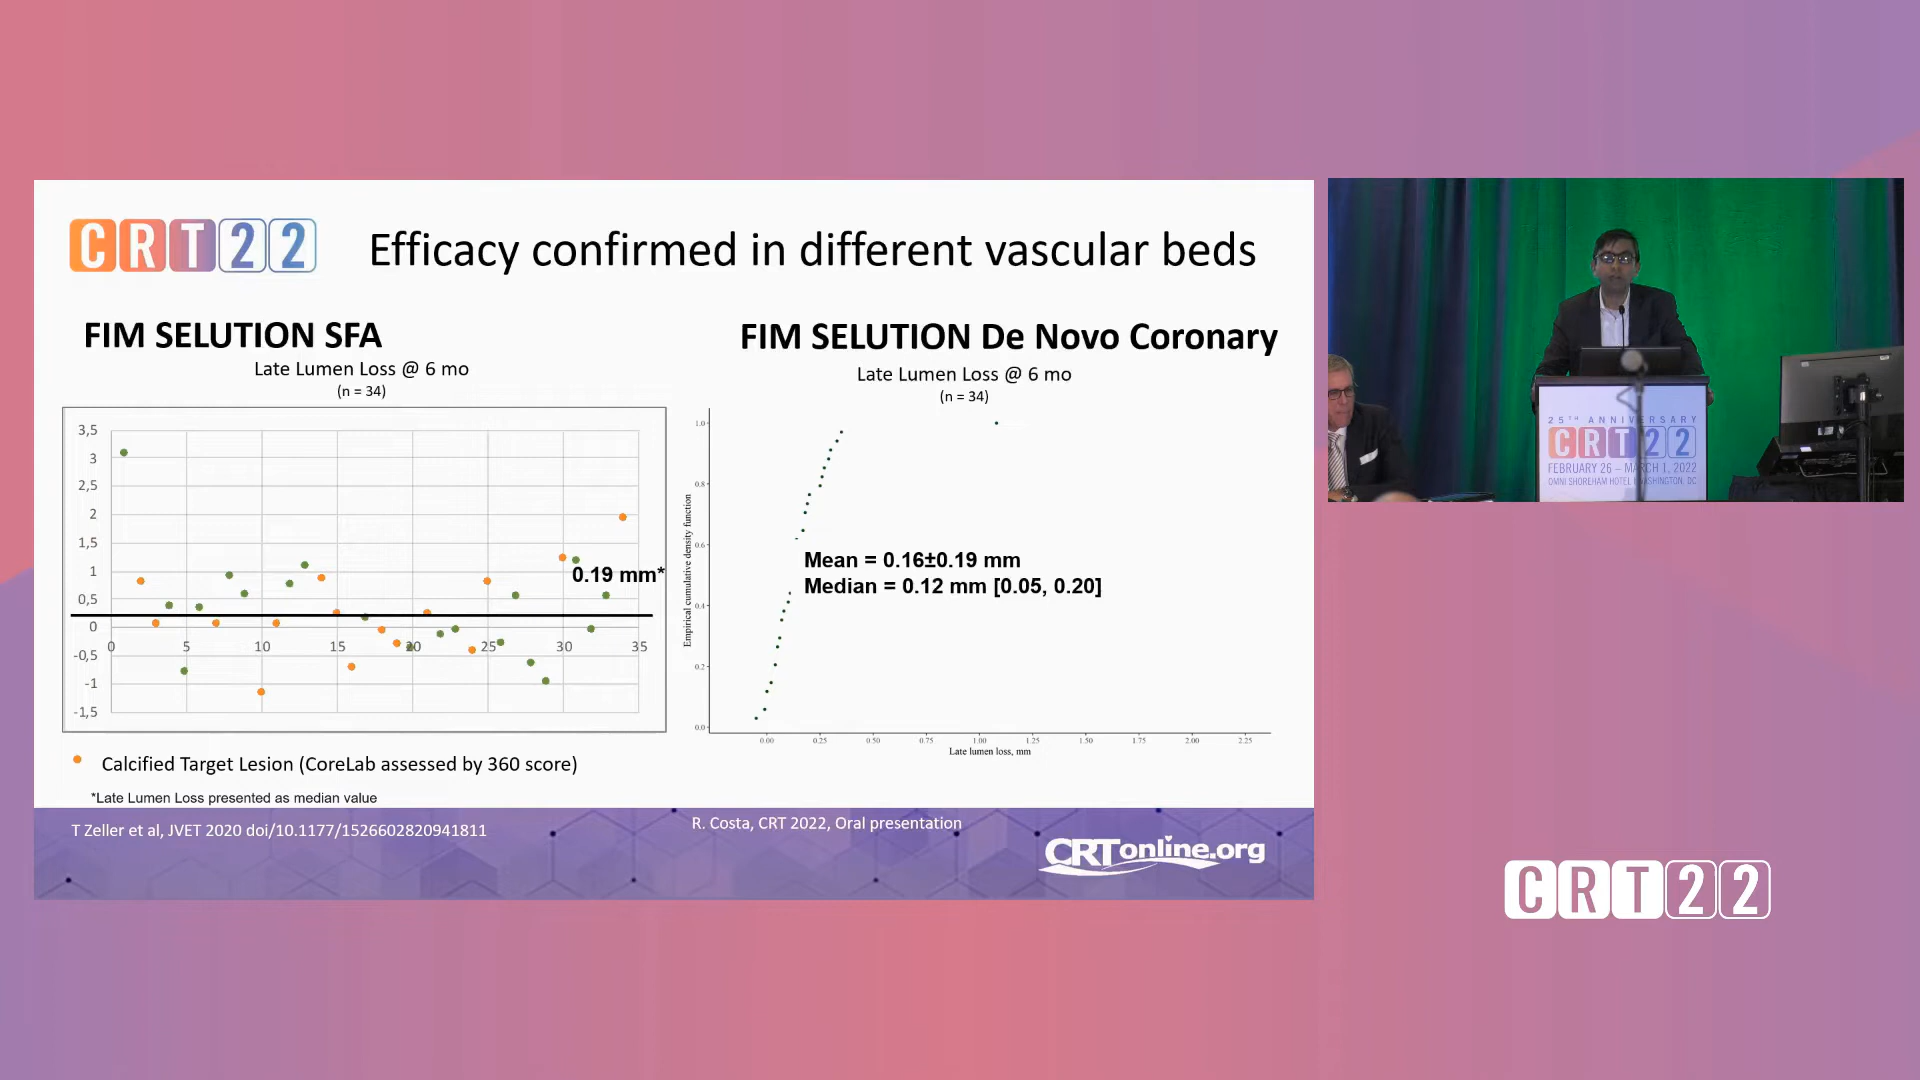 CRT22
Efficacy confirmed in different vascular beds
FIM SELUTION SFA
Late Lumen Loss @ 6 mo
(n = 34)
3,5
3
2,5
2
1,5
1
0,5
0
-0,5
-1
-1,5
0 5 10 15 20 25 30 35
0.19 mm*
Calcified Target Lesion (CoreLab assessed by 360 score)
*Late Lumen Loss presented as median value
T Zeller et al, JVET 2020 doi/10.1177/1526602820941811
FIM SELUTION De Novo Coronary
Late Lumen Loss @ 6 mo
(n = 34)
Empirical cumulative density function
1.0
0.8
0.6
0.4
0.2
0.0
Mean = 0.16±0.19 mm
Median = 0.12 mm [0.05, 0.20]
0.00 0.25 0.50 0.75 1.00 1.25 1.50 1.75 2.00 2.25
Late lumen loss, mm
R. Costa, CRT 2022, Oral presentation
CRTonline.org
25TH ANNIVERSARY
CRT22
FEBRUARY 26 – MARCH 1, 2022
OMNI SHOREHAM HOTEL WASHINGTON, DC
CRT22